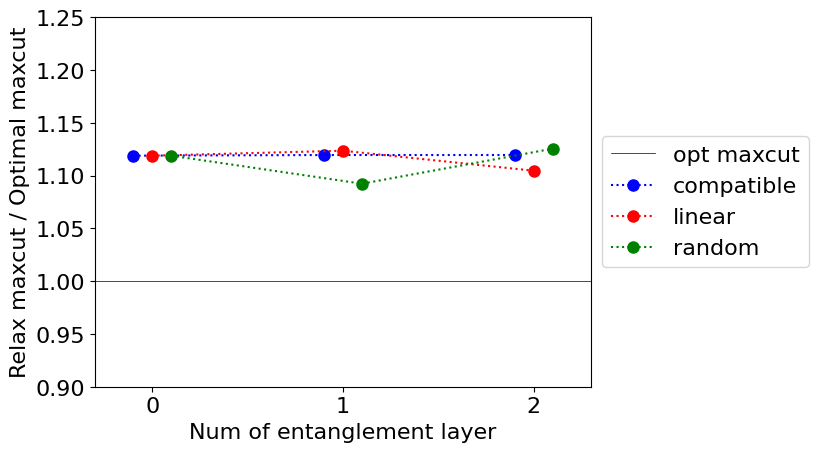 Relax maxcut / Optimal maxcut
1.25
1.20
1.15
1.10
1.05
1.00
0.95
0.90
0
1
2
Num of entanglement layer
opt maxcut
compatible
linear
random